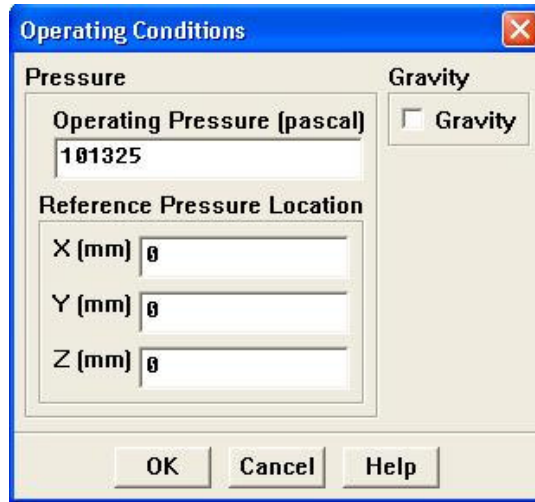 Operating Conditions
Pressure
Gravity
Operating Pressure (pascal)
Gravity
101325
Reference Pressure Location
X (mm) 0
Y (mm) 0
Z (mm) 0
OK Cancel Help